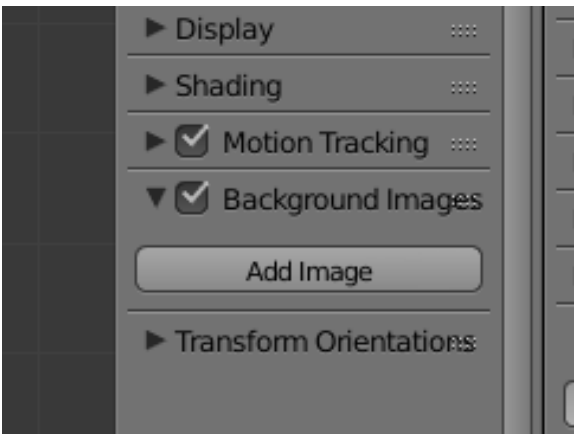 Display
Shading
Motion Tracking
Background Images
Add Image
Transform Orientations